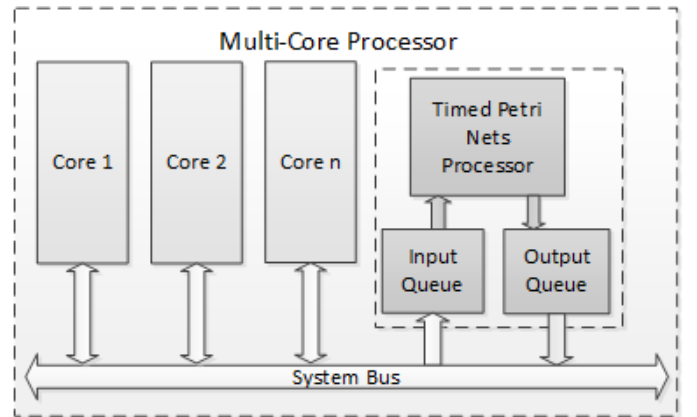 Multi-Core Processor
Core 1
Core 2
Core n
Timed Petri
Nets
Processor
Input
Queue
Output
Queue
System Bus